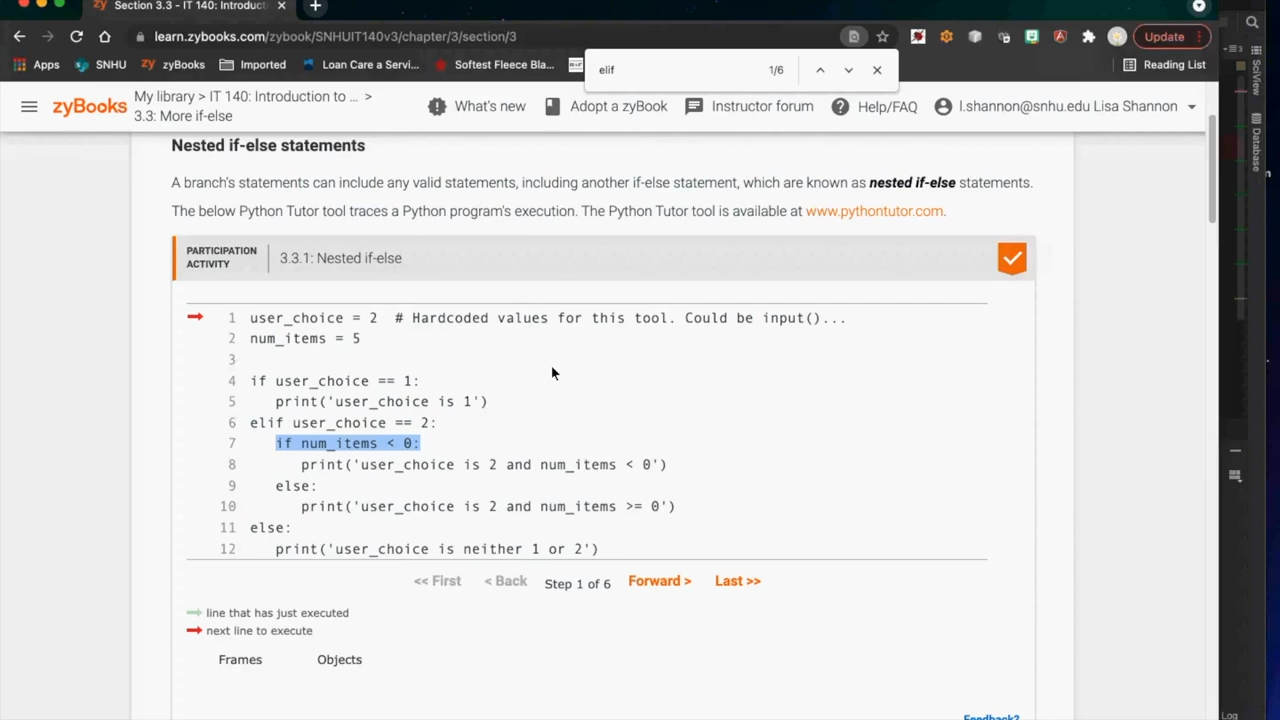 Section 3.3 - IT 140: Introducti
learn.zybooks.com/zybook/SNHUIT140v3/chapter/3/section/3
Update
Apps
SNHU
zyBooks
Imported
Loan Care a Servi...
Softest Fleece Bla...
elif
1/6
Reading List
zyBooks
My library > IT 140: Introduction to ... >
3.3: More if-else
What's new
Adopt a zyBook
Instructor forum
Help/FAQ
l.shannon@snhu.edu Lisa Shannon
SciView
Database
Nested if-else statements
A branch's statements can include any valid statements, including another if-else statement, which are known as nested if-else statements.
The below Python Tutor tool traces a Python program's execution. The Python Tutor tool is available at www.pythontutor.com.
PARTICIPATION
ACTIVITY
3.3.1: Nested if-else
1 user_choice = 2  # Hardcoded values for this tool. Could be input()...
2 num_items = 5
3
4 if user_choice == 1:
5    print('user_choice is 1')
6 elif user_choice == 2:
7    if num_items < 0:
8       print('user_choice is 2 and num_items < 0')
9    else:
10       print('user_choice is 2 and num_items >= 0')
11 else:
12    print('user_choice is neither 1 or 2')
<< First
< Back
Step 1 of 6
Forward >
Last >>
line that has just executed
next line to execute
Frames
Objects
Feedback?
Log